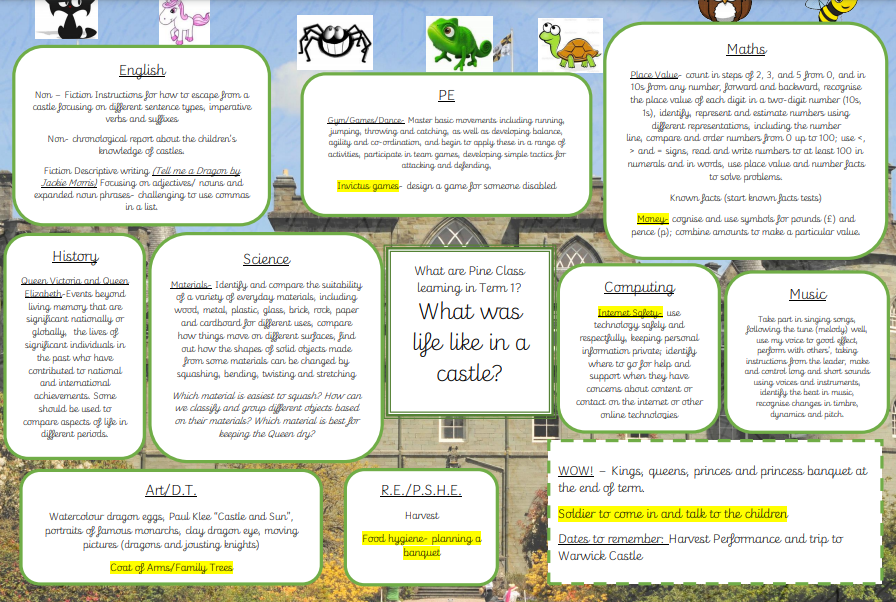 English
Non – Fiction Instructions for how to escape from a
castle focusing on different sentence types, imperative
verbs and suffixes
Non- chronological report about the children's
knowledge of castles.
Fiction Descriptive writing (Tell me a Dragon by
Jackie Morris) Focusing on adjectives/ nouns and
expanded noun phrases- challenging to use commas
in a list.
PE
Gym/Games/Dance- Master basic movements including running,
jumping, throwing and catching, as well as developing balance,
agility and co-ordination, and begin to apply these in a range of
activities, participate in team games, developing simple tactics for
attacking and defending,
Invictus games- design a game for someone disabled
Maths
Place Value- count in steps of 2, 3, and 5 from 0, and in
10s from any number, forward and backward, recognise
the place value of each digit in a two-digit number (10s,
1s), identify, represent and estimate numbers using
different representations, including the number
line, compare and order numbers from 0 up to 100; use <,
> and = signs, read and write numbers to at least 100 in
numerals and in words, use place value and number facts
to solve problems.
Known facts (start known facts tests)
Money- cognise and use symbols for pounds (£) and
pence (p); combine amounts to make a particular value.
History
Queen Victoria and Queen
Elizabeth-Events beyond
living memory that are
significant nationally or
globally, the lives of
significant individuals in
the past who have
contributed to national
and international
achievements. Some
should be used to
compare aspects of life in
different periods.
Science
Materials- Identify and compare the suitability
of a variety of everyday materials, including
wood, metal, plastic, glass, brick, rock, paper
and cardboard for different uses, compare
how things move on different surfaces, find
out how the shapes of solid objects made
from some materials can be changed by
squashing, bending, twisting and stretching
Which material is easiest to squash? How can
we classify and group different objects based
on their materials? Which material is best for
keeping the Queen dry?
What are Pine Class
learning in Term 1?
What was
life like in a
castle?
Computing
Internet Safety- use
technology safely and
respectfully, keeping personal
information private; identify
where to go for help and
support when they have
concerns about content or
contact on the internet or other
online technologies
Music
Take part in singing songs,
following the tune (melody) well,
use my voice to good effect,
perform with others', taking
instructions from the leader, make
and control long and short sounds
using voices and instruments,
identify the beat in music,
recognise changes in timbre,
dynamics and pitch.
Art/D.T.
Watercolour dragon eggs, Paul Klee "Castle and Sun",
portraits of famous monarchs, clay dragon eye, moving
pictures (dragons and jousting knights)
Coat of Arms/Family Trees
R.E./P.S.H.E.
Harvest
Food hygiene- planning a
banquet
WOW! – Kings, queens, princes and princess banquet at
the end of term.
Soldier to come in and talk to the children
Dates to remember: Harvest Performance and trip to
Warwick Castle